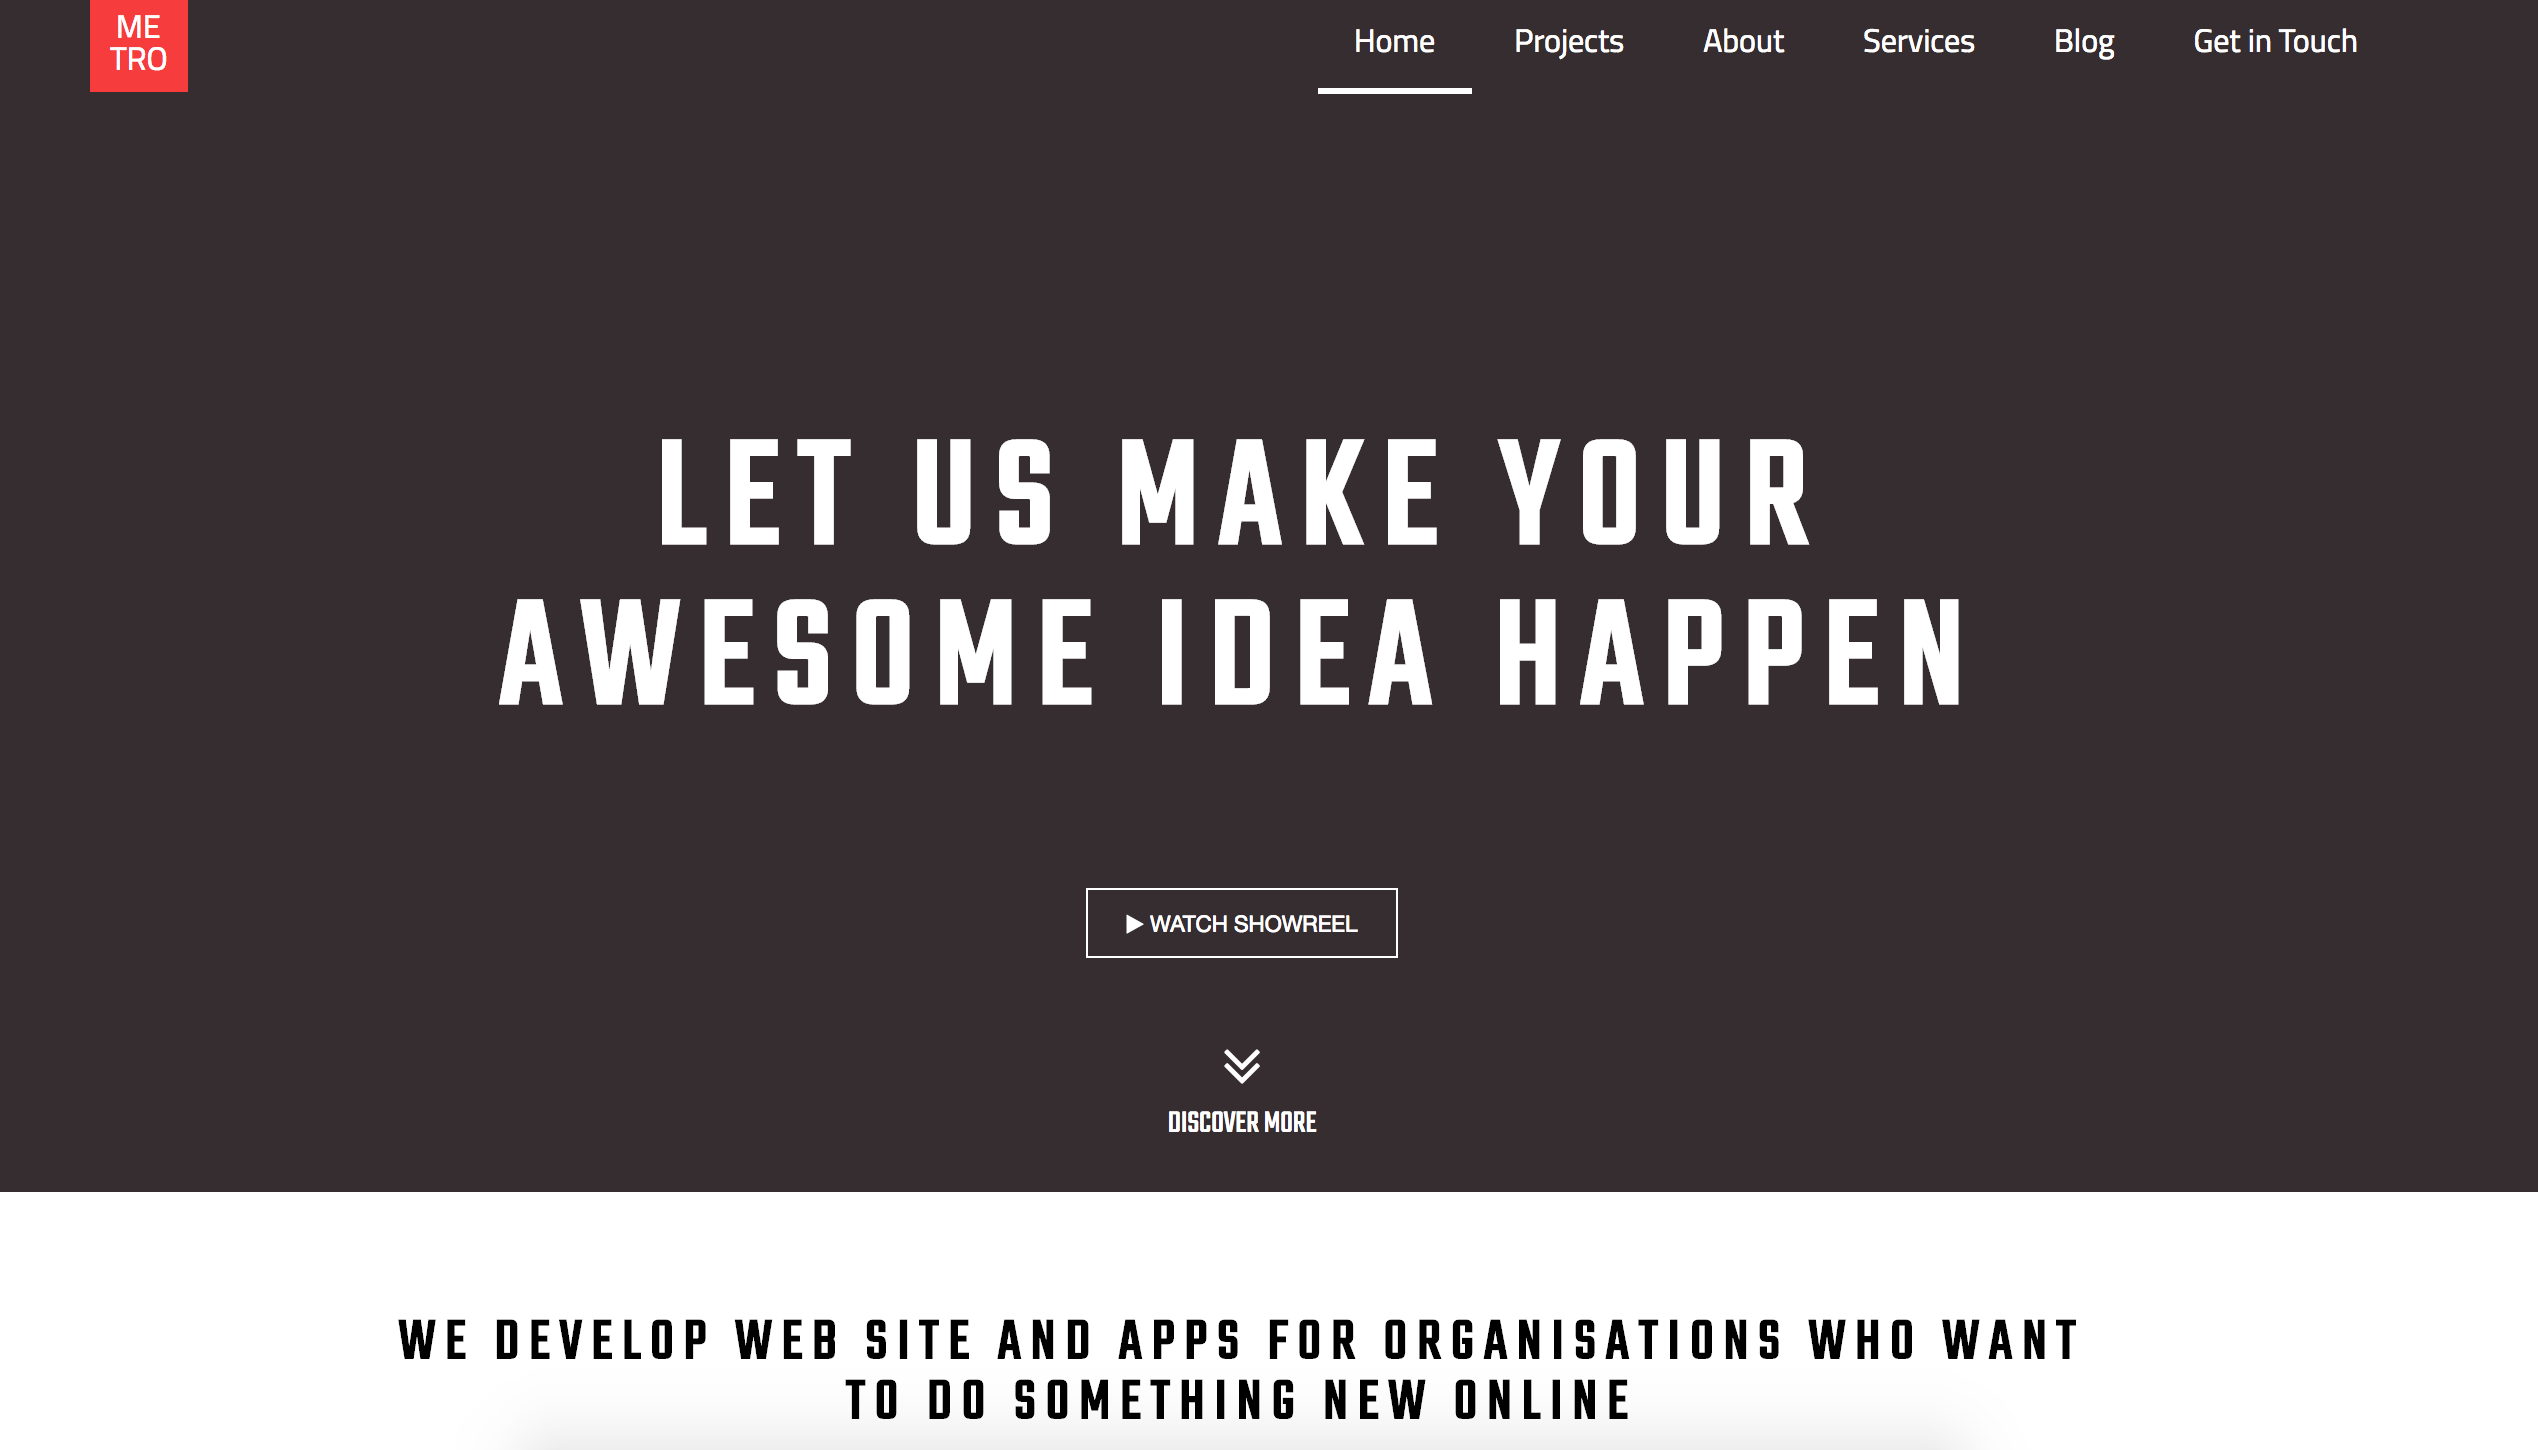 ME
TRO
Home Projects About Services Blog Get in Touch
LET US MAKE YOUR
AWESOME IDEA HAPPEN
WATCH SHOWREEL
DISCOVER MORE
WE DEVELOP WEB SITE AND APPS FOR ORGANISATIONS WHO WANT
TO DO SOMETHING NEW ONLINE